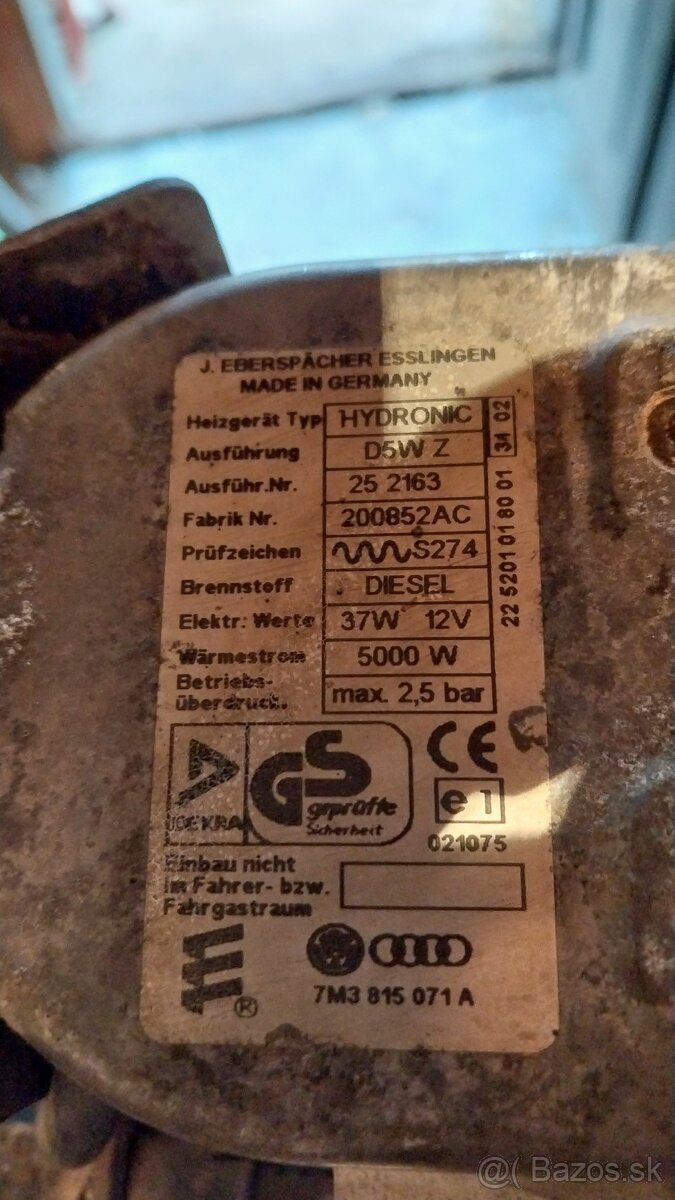 J. EBERSPÄCHER ESSLINGEN
MADE IN GERMANY
Heizgerät Typ HYDRONIC
Ausführung D5W Z
Ausführ.Nr. 25 2163
Fabrik Nr. 200852AC
Prüfzeichen S274
Brennstoff DIESEL
Elektr. Werte 37W 12V
Wärmestrom 5000 W
Betriebs-
überdruck. max. 2,5 bar
34 02
22 5201 01 80 01
DEKRA
GS
geprüfte
Sicherheit
CE
e 1
021075
Einbau nicht
im Fahrer- bzw.
Fahrgastraum
®
7M3 815 071 A
@( Bazos.sk